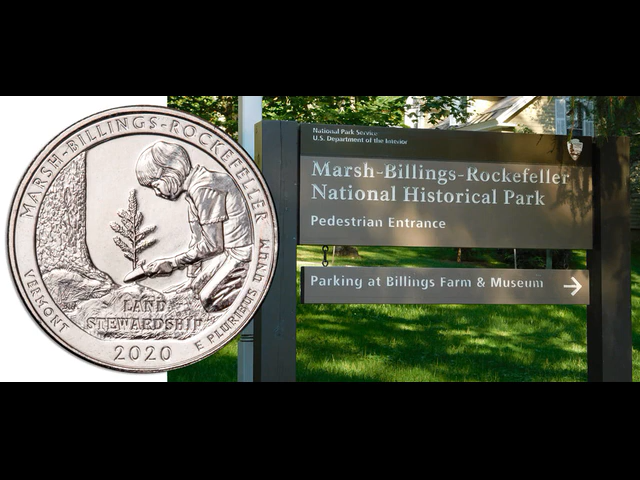 MARSH-BILLINGS-ROCKEFELLER
VERMONT
LAND
STEWARDSHIP
2020
E PLURIBUS UNUM
National Park Service
U.S. Department of the Interior
Marsh-Billings-Rockefeller
National Historical Park
Pedestrian Entrance
Parking at Billings Farm & Museum →